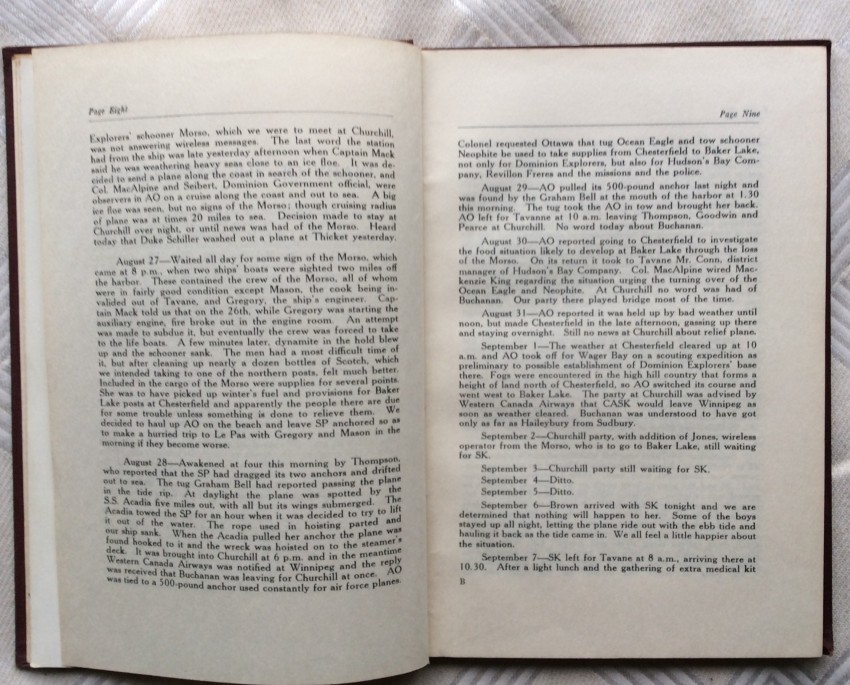 Page Eight
Explorers' schooner Morso, which we were to meet at Churchill,
was not answering wireless messages. The last word the station
had from the ship was late yesterday afternoon when Captain Mack
said he was weathering heavy seas close to an ice floe. It was de-
cided to send a plane along the coast in search of the schooner, and
Col. MacAlpine and Seibert, Dominion Government official, were
observers in AO on a cruise along the coast and out to sea. A big
ice floe was seen, but no signs of the Morso; though cruising radius
of plane was at times 20 miles to sea. Decision made to stay at
Churchill over night, or until news was had of the Morso. Heard
today that Duke Schiller washed out a plane at Thicket yesterday.
August 27—Waited all day for some sign of the Morso, which
came at 8 p.m., when two ships' boats were sighted two miles off
the harbor. These contained the crew of the Morso, all of whom
were in fairly good condition except Mason, the cook being in-
valided out of Tavane, and Gregory, the ship's engineer. Cap-
tain Mack told us that on the 26th, while Gregory was starting the
auxiliary engine, fire broke out in the engine room. An attempt
was made to subdue it, but eventually the crew was forced to take
to the life boats. A few minutes later, dynamite in the hold blew
up and the schooner sank. The men had a most difficult time of
it, but after cleaning up nearly a dozen bottles of Scotch, which
we intended taking to one of the northern posts, felt much better.
Included in the cargo of the Morso were supplies for several points.
She was to have picked up winter's fuel and provisions for Baker
Lake posts at Chesterfield and apparently the people there are due
for some trouble unless something is done to relieve them. We
decided to haul up AO on the beach and leave SP anchored so as
to make a hurried trip to Le Pas with Gregory and Mason in the
morning if they become worse.
August 28—Awakened at four this morning by Thompson,
who reported that the SP had dragged its two anchors and drifted
out to sea. The tug Graham Bell had reported passing the plane
in the tide rip. At daylight the plane was spotted by the
S.S. Acadia five miles out, with all but its wings submerged. The
Acadia towed the SP for an hour when it was decided to try to lift
it out of the water. The rope used in hoisting parted and
our ship sank. When the Acadia pulled her anchor the plane was
found hooked to it and the wreck was hoisted on to the steamer's
deck. It was brought into Churchill at 6 p.m. and in the meantime
Western Canada Airways was notified at Winnipeg and the reply
was received that Buchanan was leaving for Churchill at once. AO
was tied to a 500-pound anchor used constantly for air force planes.
Page Nine
Colonel requested Ottawa that tug Ocean Eagle and tow schooner
Neophite be used to take supplies from Chesterfield to Baker Lake,
not only for Dominion Explorers, but also for Hudson's Bay Com-
pany, Revillon Freres and the missions and the police.
August 29—AO pulled its 500-pound anchor last night and
was found by the Graham Bell at the mouth of the harbor at 1.30
this morning. The tug took the AO in tow and brought her back.
AO left for Tavanne at 10 a.m. leaving Thompson, Goodwin and
Pearce at Churchill. No word today about Buchanan.
August 30—AO reported going to Chesterfield to investigate
the food situation likely to develop at Baker Lake through the loss
of the Morso. On its return it took to Tavane Mr. Conn, district
manager of Hudson's Bay Company. Col. MacAlpine wired Mac-
kenzie King regarding the situation urging the turning over of the
Ocean Eagle and Neophite. At Churchill no word was had of
Buchanan. Our party there played bridge most of the time.
August 31—AO reported it was held up by bad weather until
noon, but made Chesterfield in the late afternoon, gassing up there
and staying overnight. Still no news at Churchill about relief plane.
September 1—The weather at Chesterfield cleared up at 10
a.m. and AO took off for Wager Bay on a scouting expedition as
preliminary to possible establishment of Dominion Explorers' base
there. Fogs were encountered in the high hill country that forms a
height of land north of Chesterfield, so AO switched its course and
went west to Baker Lake. The party at Churchill was advised by
Western Canada Airways that CASK would leave Winnipeg as
soon as weather cleared. Buchanan was understood to have got
only as far as Haileybury from Sudbury.
September 2—Churchill party, with addition of Jones, wireless
operator from the Morso, who is to go to Baker Lake, still waiting
for SK.
September 3—Churchill party still waiting for SK.
September 4—Ditto.
September 5—Ditto.
September 6—Brown arrived with SK tonight and we are
determined that nothing will happen to her. Some of the boys
stayed up all night, letting the plane ride out with the ebb tide and
hauling it back as the tide came in. We all feel a little happier about
the situation.
September 7—SK left for Tavane at 8 a.m., arriving there at
10.30. After a light lunch and the gathering of extra medical kit
B